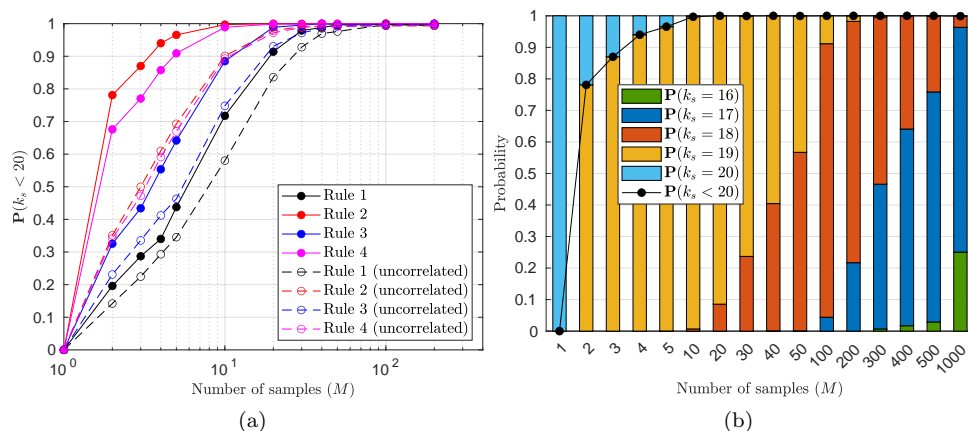 1
0.9
0.8
0.7
0.6
0.5
0.4
0.3
0.2
0.1
0
P(k_s < 20)
Rule 1
Rule 2
Rule 3
Rule 4
Rule 1 (uncorrelated)
Rule 2 (uncorrelated)
Rule 3 (uncorrelated)
Rule 4 (uncorrelated)
10^0 10^1 10^2
Number of samples (M)
(a)
1
0.9
0.8
0.7
0.6
0.5
0.4
0.3
0.2
0.1
0
Probability
P(k_s = 16)
P(k_s = 17)
P(k_s = 18)
P(k_s = 19)
P(k_s = 20)
P(k_s < 20)
1 2 3 4 5 10 20 30 40 50 100 200 300 400 500 1000
Number of samples (M)
(b)